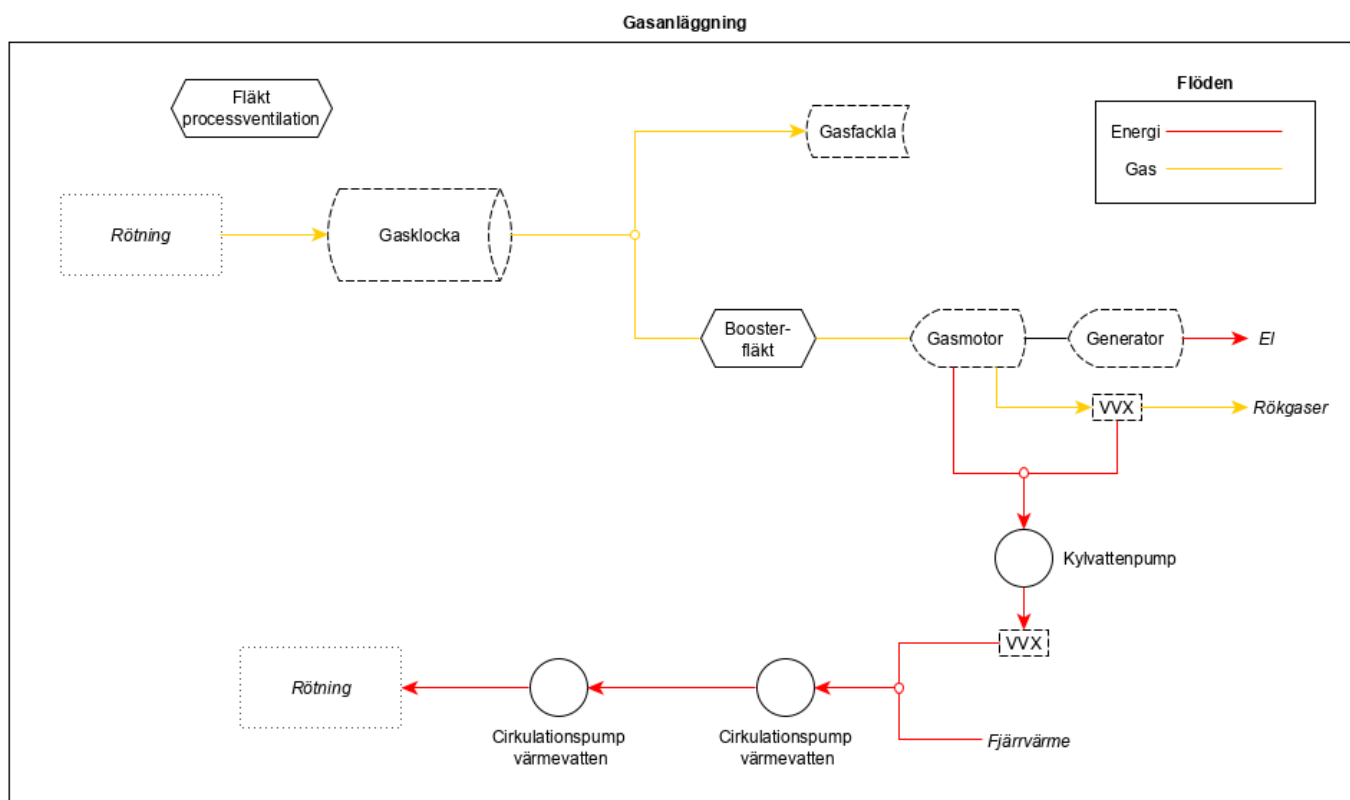 Gasanläggning
Fläkt
processventilation
Flöden
Energi
Gas
Gasfackla
Rötning
Gasklocka
Booster-
fläkt
Gasmotor
Generator
El
VVX
Rökgaser
Kylvattenpump
VVX
Rötning
Cirkulationspump
värmevatten
Cirkulationspump
värmevatten
Fjärrvärme